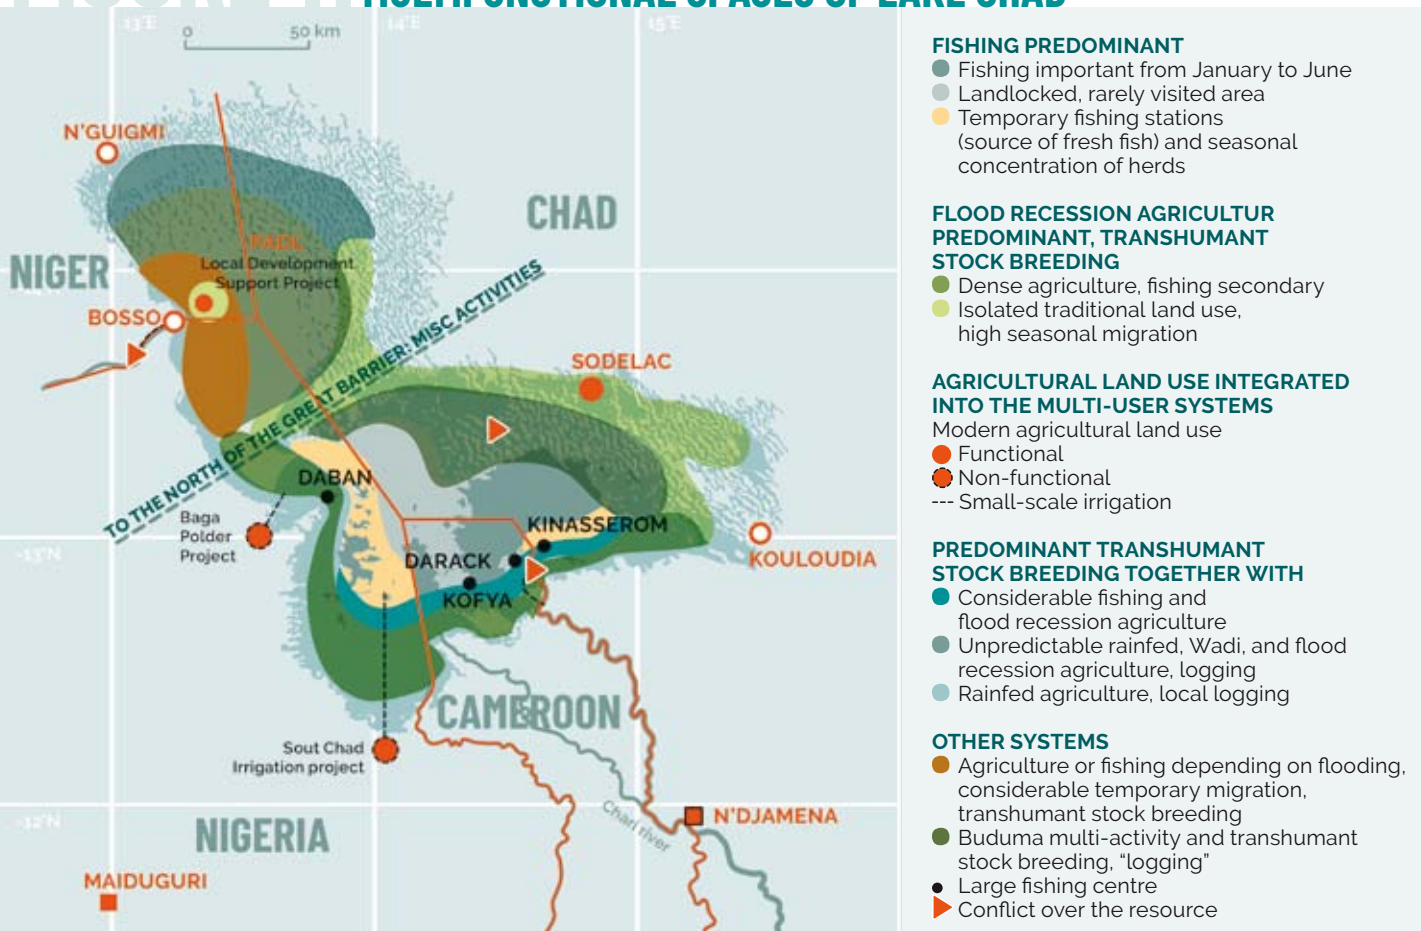 MULTIFUNCTIONAL SPACES OF LAKE CHAD
13°E
14°E
15°E
0 50 km
N'GUIGMI
CHAD
NIGER
PADL
Local Development
Support Project
BOSSO
TO THE NORTH OF THE GREAT BARRIER: MISC ACTIVITIES
SODELAC
DABAN
Baga
Polder
Project
KINASSEROM
DARACK
KOFYA
KOULOUDIA
-13°N
CAMEROON
Sout Chad
Irrigation project
Chari river
N'DJAMENA
-12°N
NIGERIA
MAIDUGURI
FISHING PREDOMINANT
Fishing important from January to June
Landlocked, rarely visited area
Temporary fishing stations
(source of fresh fish) and seasonal
concentration of herds
FLOOD RECESSION AGRICULTUR
PREDOMINANT, TRANSHUMANT
STOCK BREEDING
Dense agriculture, fishing secondary
Isolated traditional land use,
high seasonal migration
AGRICULTURAL LAND USE INTEGRATED
INTO THE MULTI-USER SYSTEMS
Modern agricultural land use
Functional
Non-functional
--- Small-scale irrigation
PREDOMINANT TRANSHUMANT
STOCK BREEDING TOGETHER WITH
Considerable fishing and
flood recession agriculture
Unpredictable rainfed, Wadi, and flood
recession agriculture, logging
Rainfed agriculture, local logging
OTHER SYSTEMS
Agriculture or fishing depending on flooding,
considerable temporary migration,
transhumant stock breeding
Buduma multi-activity and transhumant
stock breeding, "logging"
Large fishing centre
Conflict over the resource